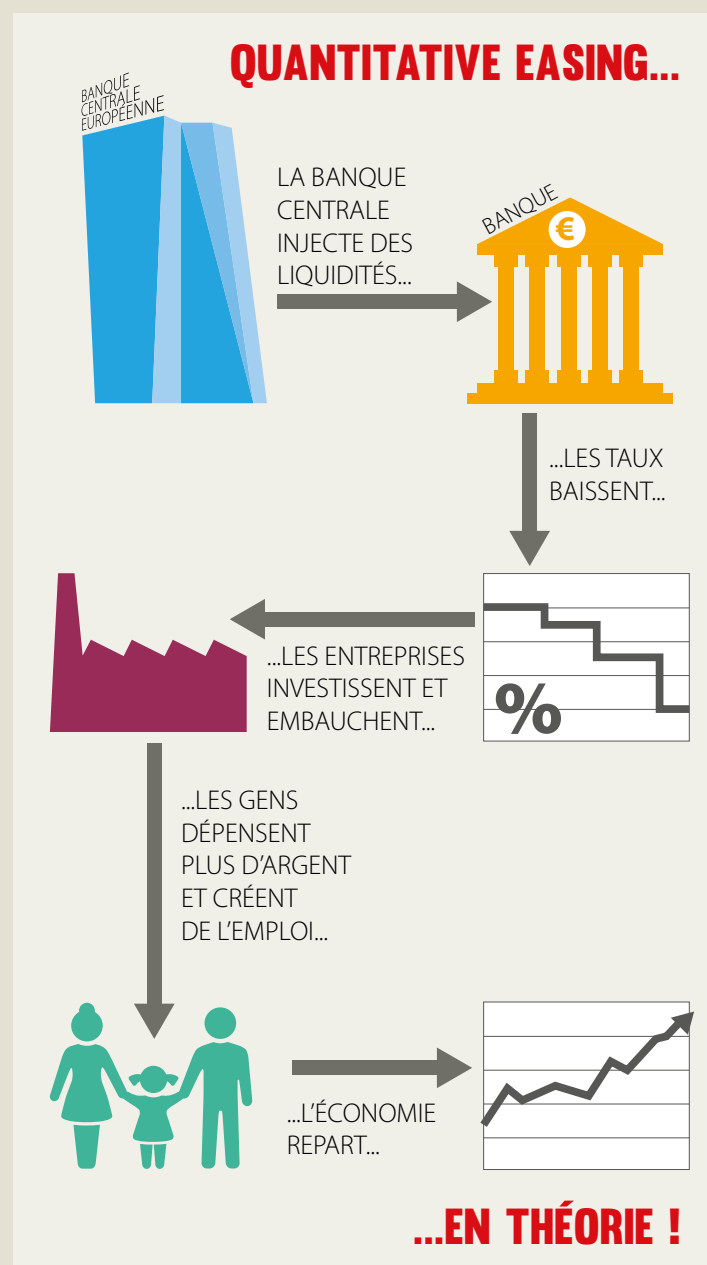 QUANTITATIVE EASING...
BANQUE
CENTRALE
EUROPÉENNE
LA BANQUE
CENTRALE
INJECTE DES
LIQUIDITÉS...
BANQUE
€
...LES TAUX
BAISSENT...
...LES ENTREPRISES
INVESTISSENT ET
EMBAUCHENT...
%
...LES GENS
DÉPENSENT
PLUS D'ARGENT
ET CRÉENT
DE L'EMPLOI...
...L'ÉCONOMIE
REPART...
...EN THÉORIE !